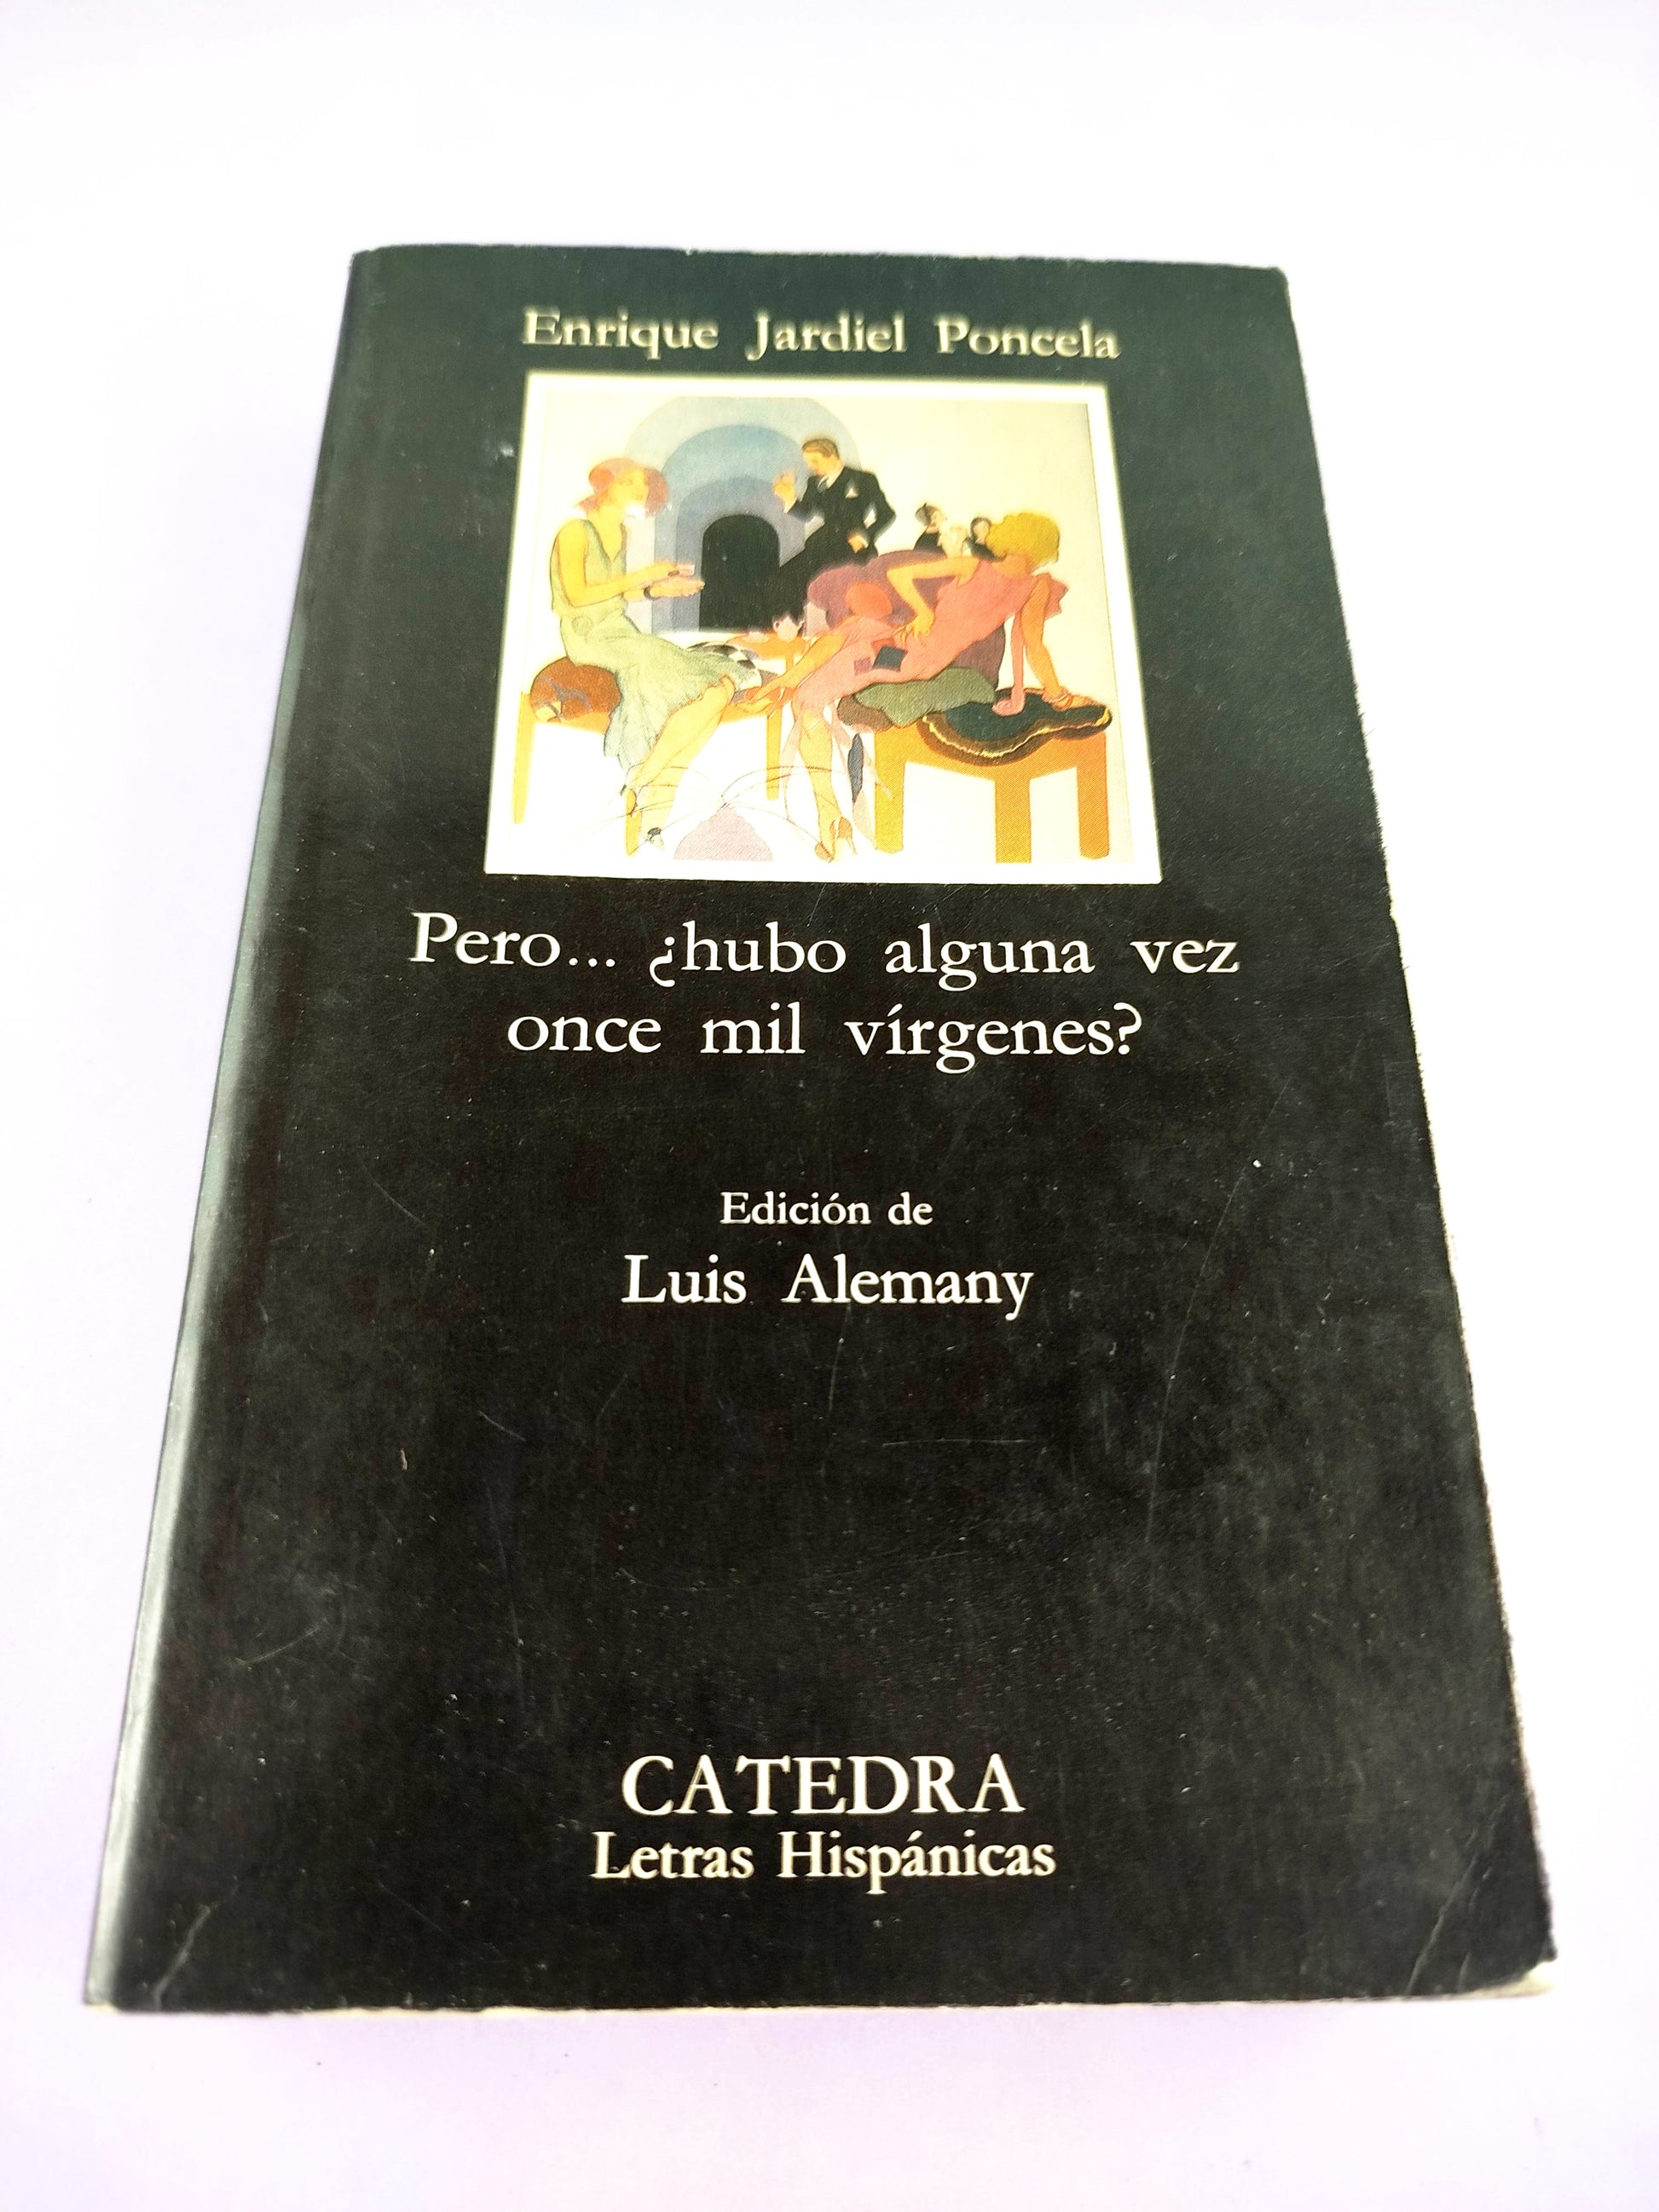 Enrique Jardiel Poncela
Pero... ¿hubo alguna vez
once mil vírgenes?
Edición de
Luis Alemany
CATEDRA
Letras Hispánicas